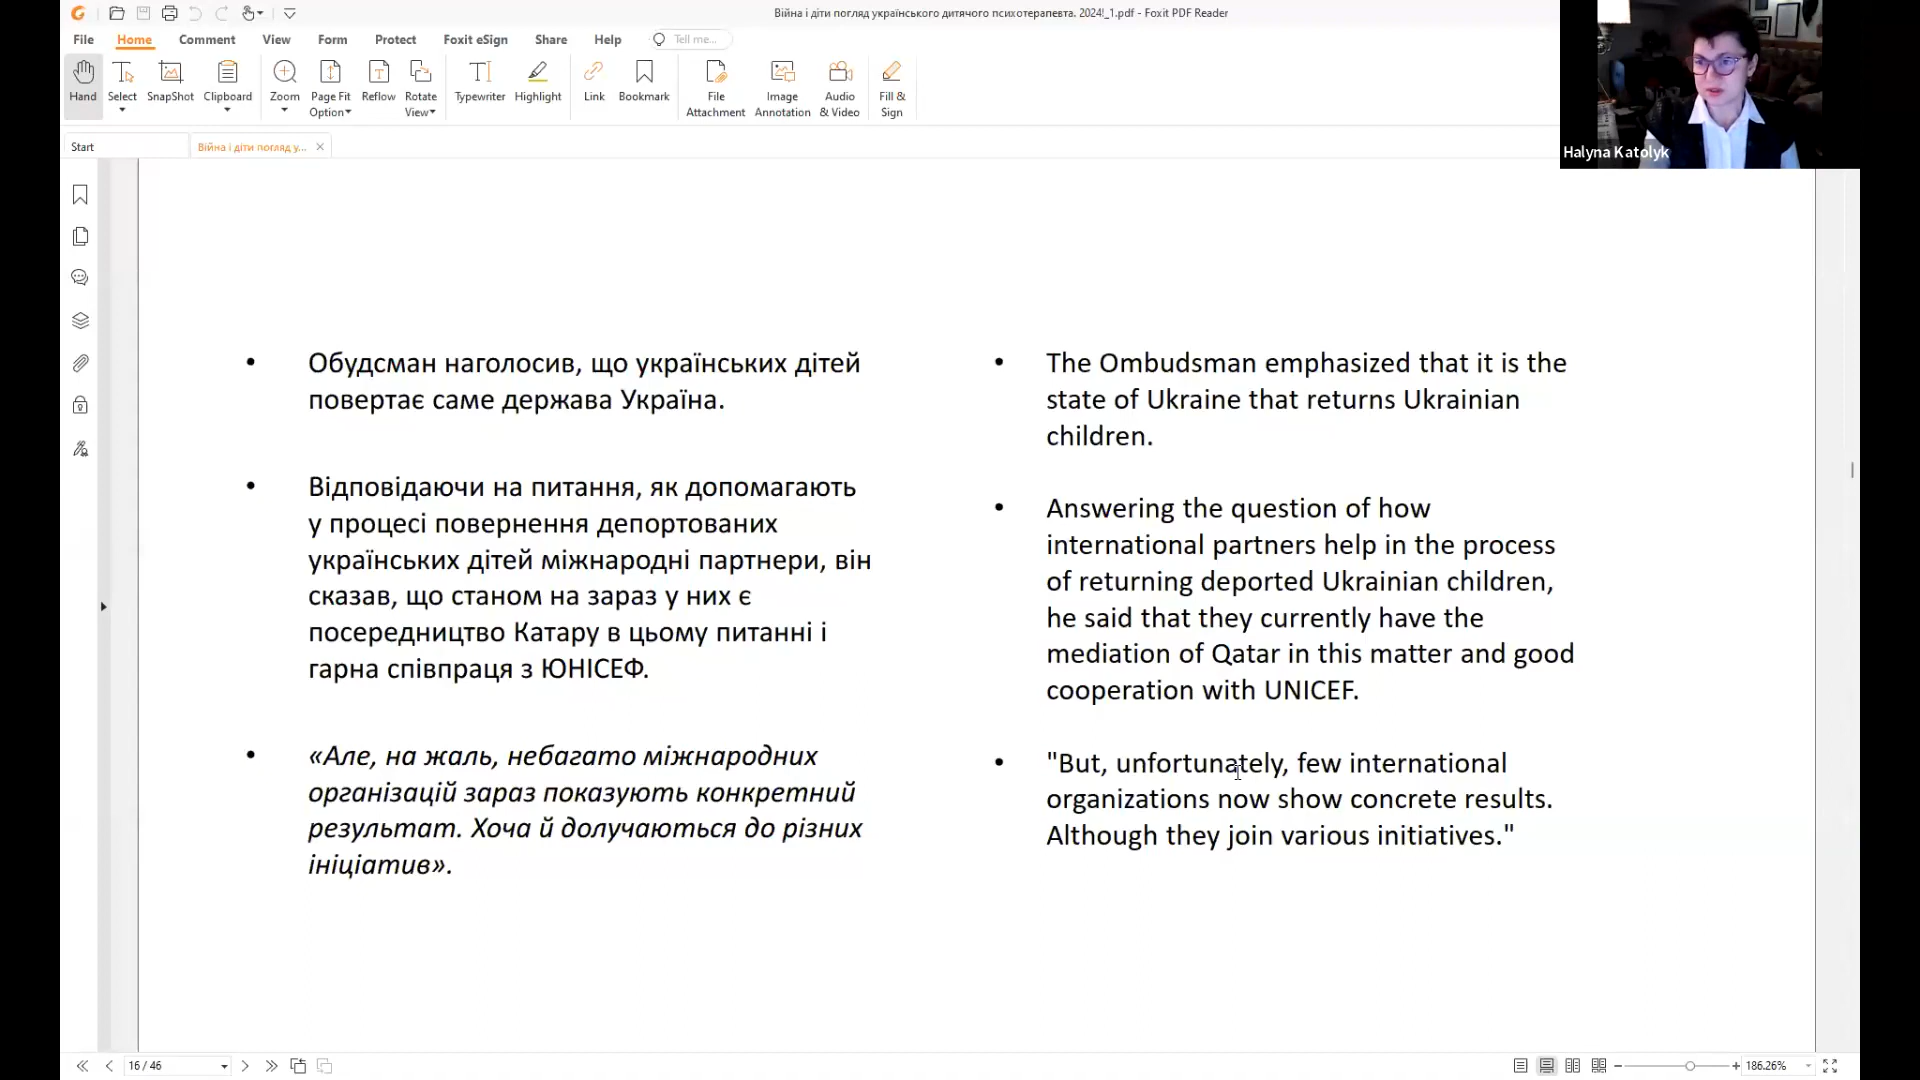 Війна і діти погляд українського дитячого психотерапевта. 2024!_1.pdf - Foxit PDF Reader
File Home Comment View Form Protect Foxit eSign Share Help Tell me...
Hand Select SnapShot Clipboard Zoom Page Fit Option Reflow Rotate View Typewriter Highlight Link Bookmark File Attachment Image Annotation Audio & Video Fill & Sign
Halyna Katolyk
Start Війна і діти погляд у...
• Обудсман наголосив, що українських дітей
повертає саме держава Україна.
• Відповідаючи на питання, як допомагають
у процесі повернення депортованих
українських дітей міжнародні партнери, він
сказав, що станом на зараз у них є
посередництво Катару в цьому питанні і
гарна співпраця з ЮНІСЕФ.
• «Але, на жаль, небагато міжнародних
організацій зараз показують конкретний
результат. Хоча й долучаються до різних
ініціатив».
• The Ombudsman emphasized that it is the
state of Ukraine that returns Ukrainian
children.
• Answering the question of how
international partners help in the process
of returning deported Ukrainian children,
he said that they currently have the
mediation of Qatar in this matter and good
cooperation with UNICEF.
• "But, unfortunately, few international
organizations now show concrete results.
Although they join various initiatives."
16 / 46
186.26%